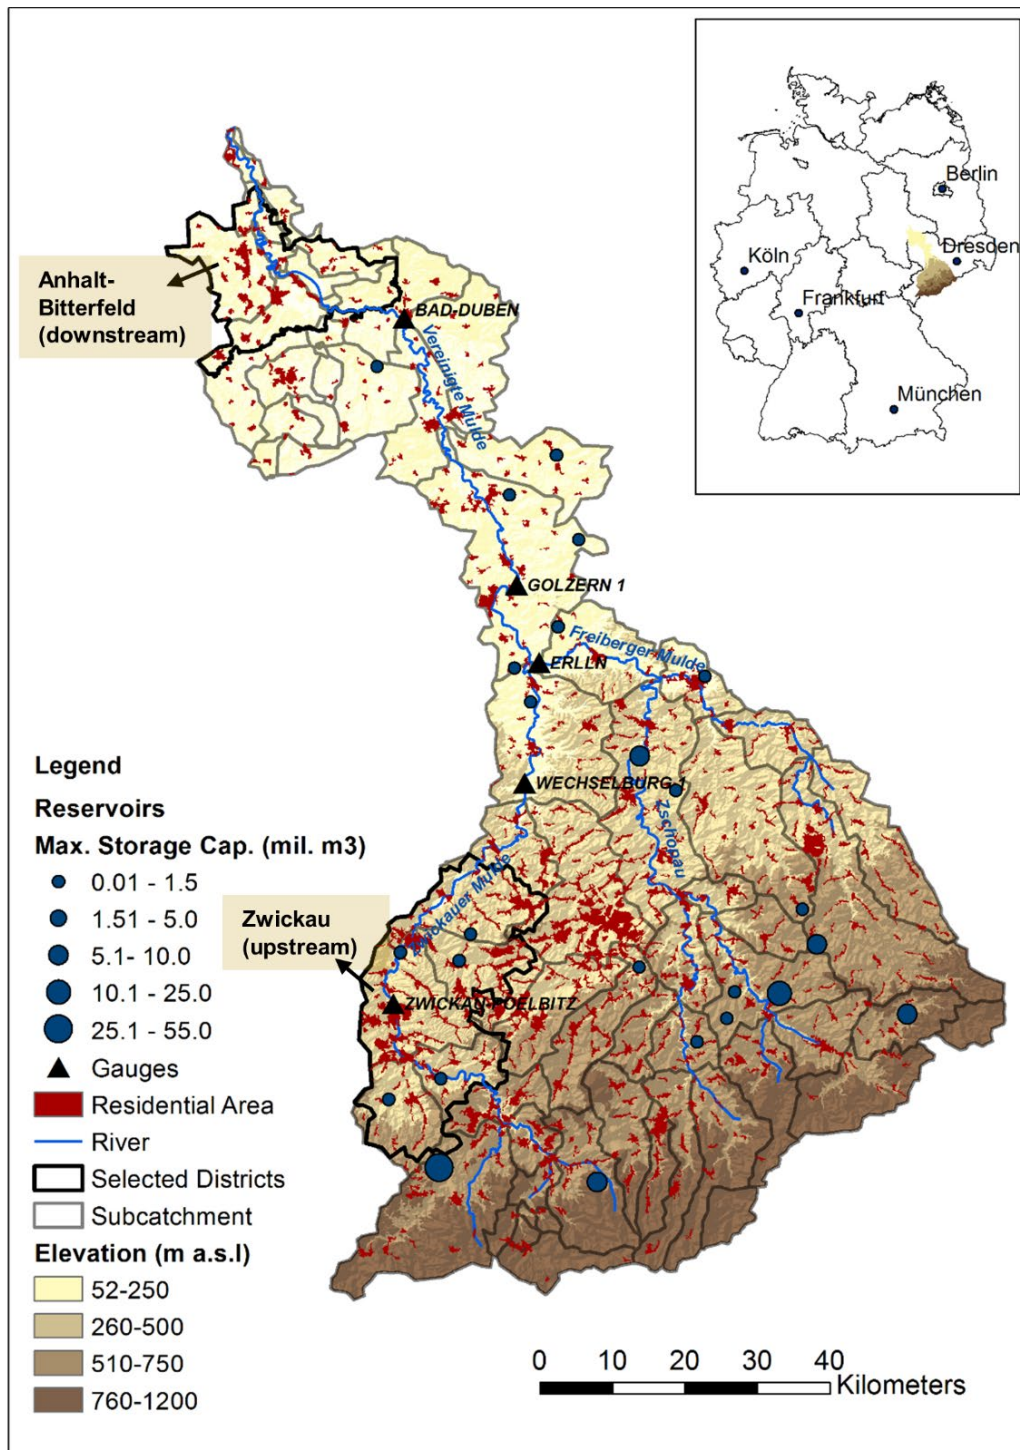 Berlin
Dresden
Köln
Frankfurt
München
Anhalt-
Bitterfeld
(downstream)
BAD-DUBEN
Vereinigte Mulde
GOLZERN 1
Freiberger Mulde
ERLLN
WECHSELBURG 1
Zschopau
Zwickauer Mulde
Zwickau
(upstream)
ZWICKAU-POELBITZ
Legend
Reservoirs
Max. Storage Cap. (mil. m3)
0.01 - 1.5
1.51 - 5.0
5.1- 10.0
10.1 - 25.0
25.1 - 55.0
Gauges
Residential Area
River
Selected Districts
Subcatchment
Elevation (m a.s.l)
52-250
260-500
510-750
760-1200
0 10 20 30 40
Kilometers